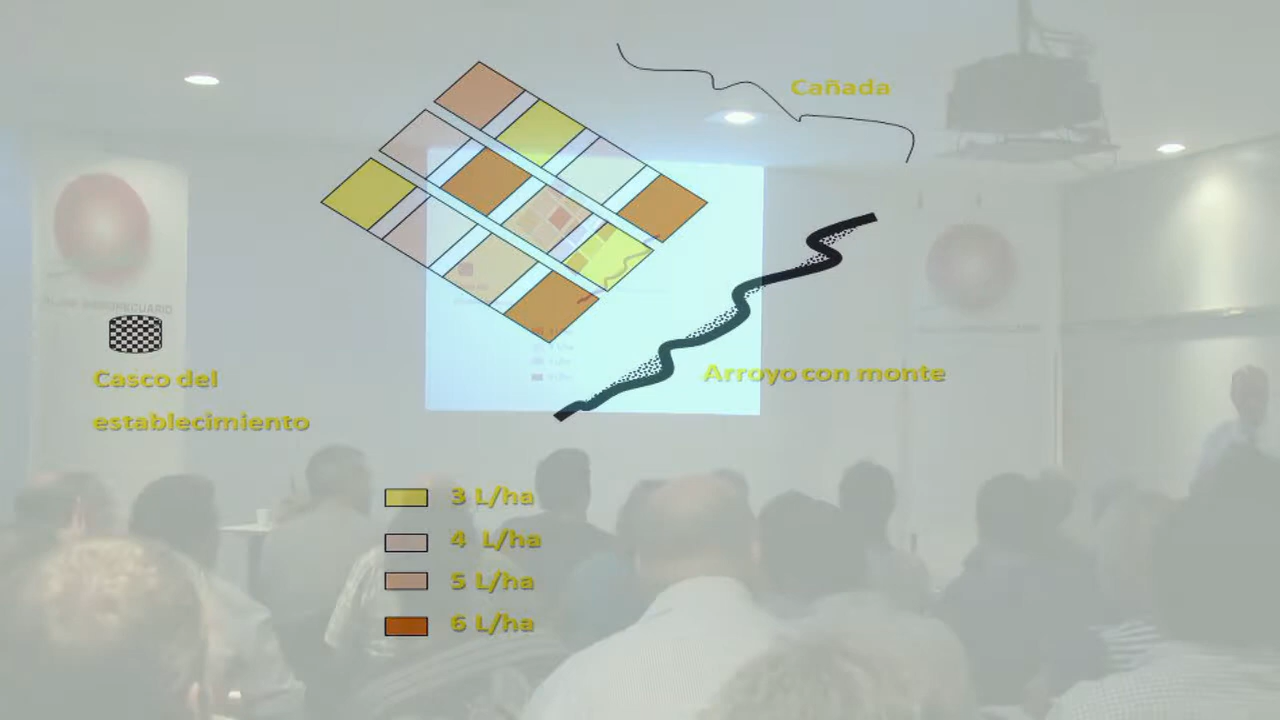 Cañada
Casco del
establecimiento
Arroyo con monte
3 L/ha
4 L/ha
5 L/ha
6 L/ha